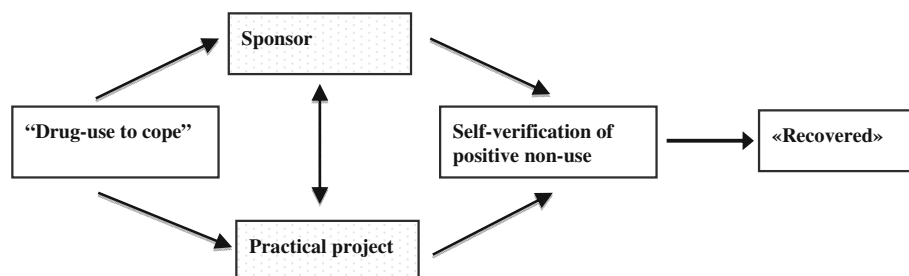 Sponsor
“Drug-use to cope”
Self-verification of
positive non-use
«Recovered»
Practical project